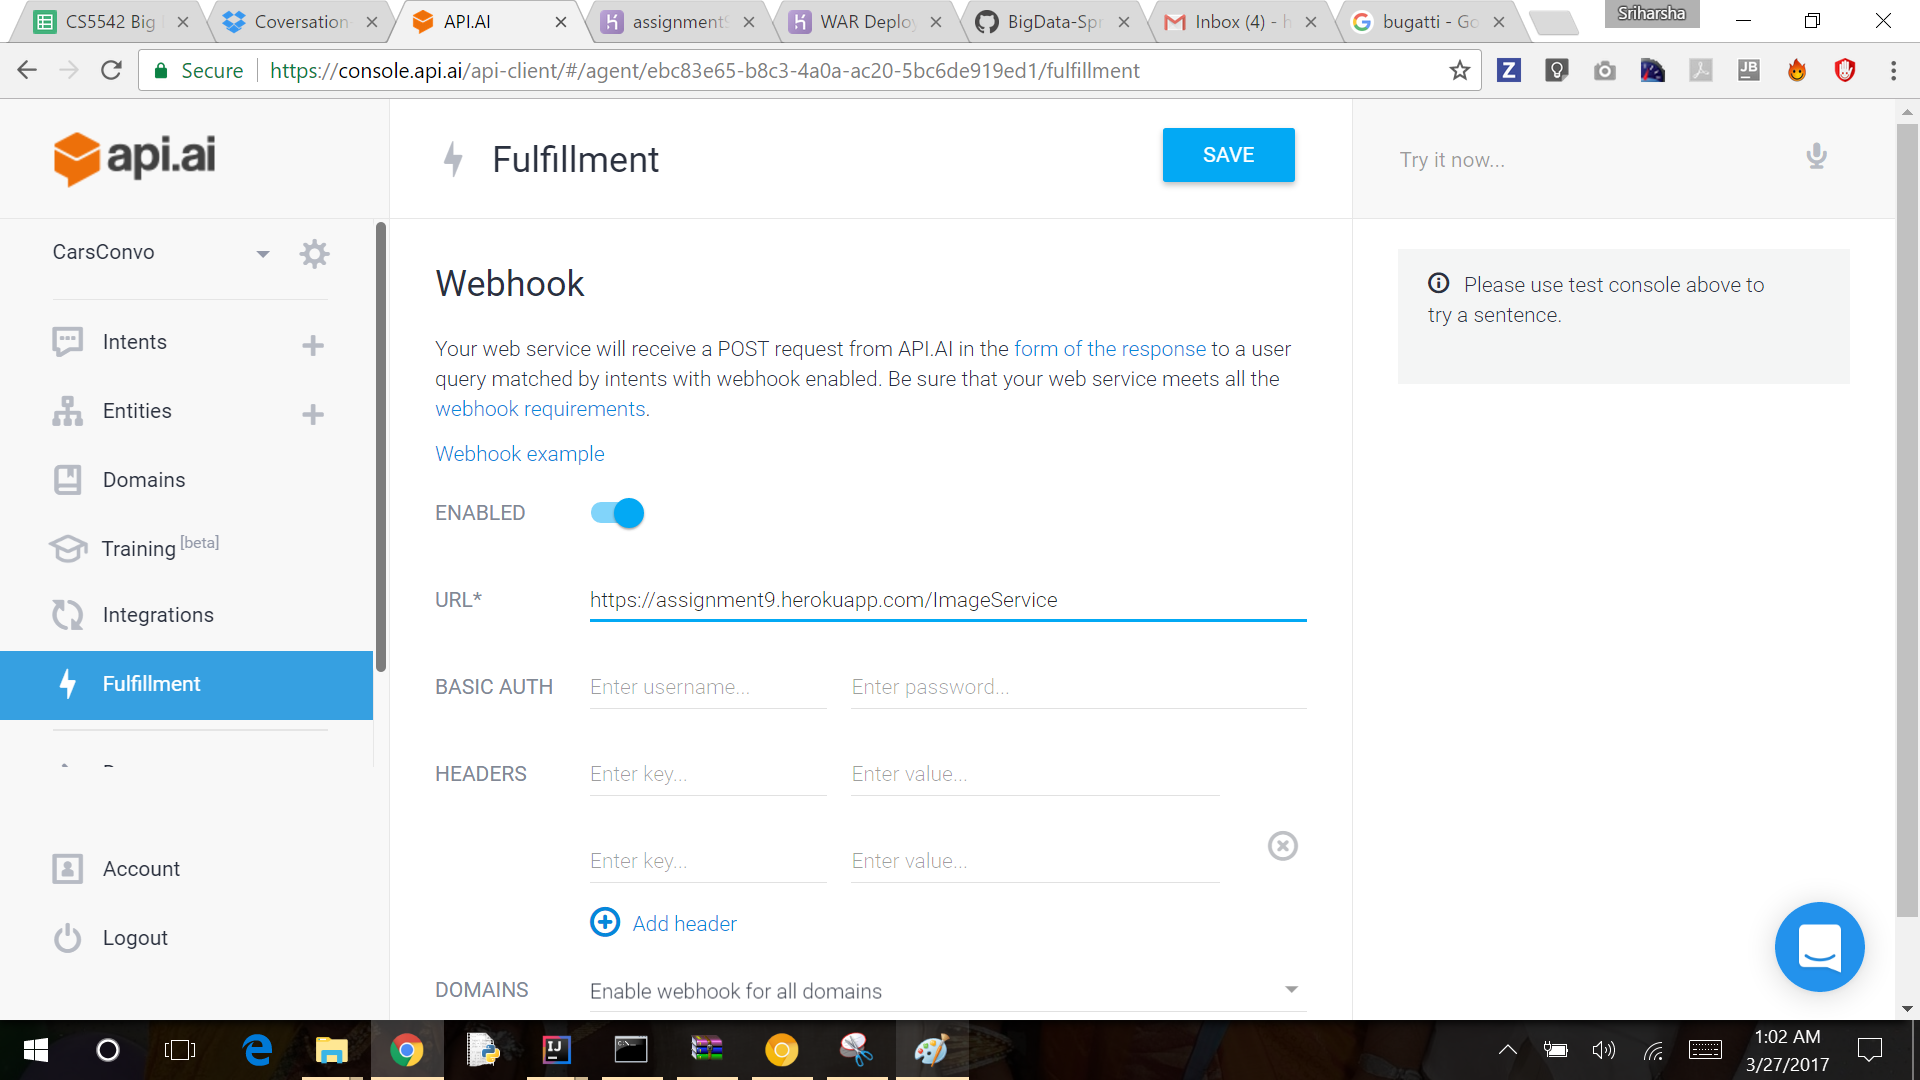 CS5542 Big
Coversation
API.AI
assignment9
WAR Deploy
BigData-Spr
Inbox (4) - h
bugatti - Go
Sriharsha
Secure
https://console.api.ai/api-client/#/agent/ebc83e65-b8c3-4a0a-ac20-5bc6de919ed1/fulfillment
api.ai
Fulfillment
SAVE
Try it now...
CarsConvo
Intents
Entities
Domains
Training [beta]
Integrations
Fulfillment
Account
Logout
Webhook
Your web service will receive a POST request from API.AI in the form of the response to a user
query matched by intents with webhook enabled. Be sure that your web service meets all the
webhook requirements.
Webhook example
ENABLED
URL* https://assignment9.herokuapp.com/ImageService
BASIC AUTH Enter username... Enter password...
HEADERS Enter key... Enter value...
Enter key... Enter value...
Add header
DOMAINS Enable webhook for all domains
Please use test console above to
try a sentence.
1:02 AM
3/27/2017